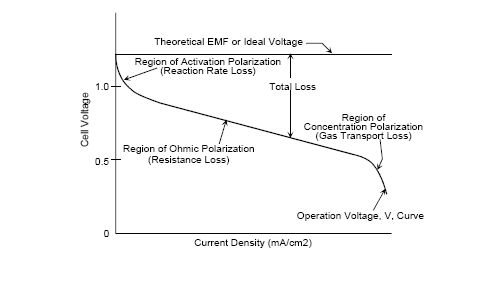 Theoretical EMF or Ideal Voltage
Region of Activation Polarization
(Reaction Rate Loss)
1.0
Total Loss
Region of
Concentration Polarization
(Gas Transport Loss)
Cell Voltage
Region of Ohmic Polarization
(Resistance Loss)
0.5
Operation Voltage, V, Curve
0
Current Density (mA/cm2)